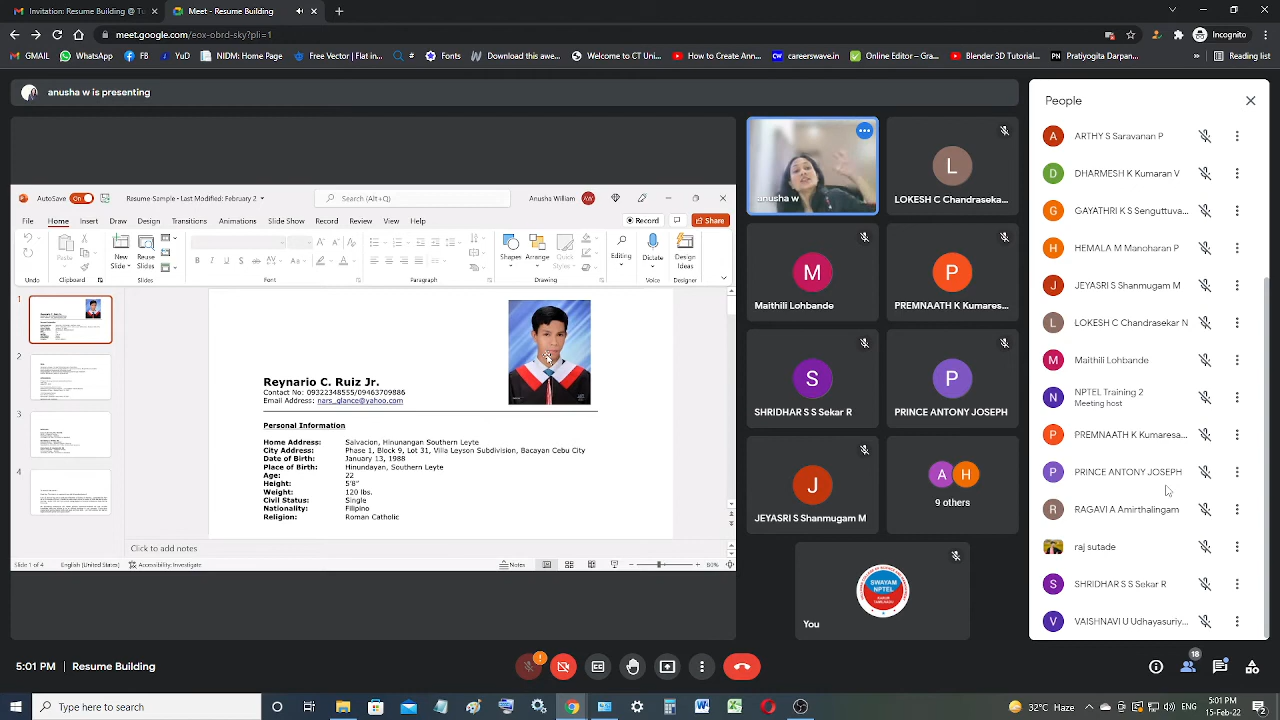 Invitation: Resume Building @ Tu
Meet - Resume Building
meet.google.com/eox-obrd-sky?pli=1
Incognito
GMAIL
WhatsApp
FB
YuD
NIDM: Home Page
Free Vector | Eat in...
Fonts
Download this awe...
Welcome to CT Uni...
How to Create Ann...
careerswave.in
Online Editor – Gra...
Blender 3D Tutorial...
Pratiyogita Darpan...
Reading list
anusha w is presenting
AutoSave
On
Resume-Sample - Last Modified: February 2
Search (Alt+Q)
Anusha William
AW
File
Home
Insert
Draw
Design
Transitions
Animations
Slide Show
Record
Review
View
Help
Record
Share
Paste
New Slide
Reuse Slides
Shapes
Arrange
Quick Styles
Editing
Dictate
Design Ideas
Undo
Clipboard
Slides
Font
Paragraph
Drawing
Voice
Designer
1
2
3
4
Reynario C. Ruiz Jr.
Contact No: 09322348555/09463709886
Email Address: nars_glance@yahoo.com
Personal Information
Home Address: Salvacion, Hinunangan Southern Leyte
City Address: Phase 1, Block 9, Lot 31, Villa Leyson Subdivision, Bacayan Cebu City
Date of Birth: January 13, 1988
Place of Birth: Hinundayan, Southern Leyte
Age: 22
Height: 5'5"
Weight: 120 lbs.
Civil Status: Single
Nationality: Filipino
Religion: Roman Catholic
Click to add notes
Slide 1 of 4
English (United States)
Accessibility: Investigate
Notes
60%
anusha w
L
LOKESH C Chandraseka...
M
Maithili Lohbande
P
PREMNAATH K Kumares...
S
SHRIDHAR S S Sekar R
P
PRINCE ANTONY JOSEPH
J
JEYASRI S Shanmugam M
A
H
9 others
SWAYAM
NPTEL
You
People
A ARTHY S Saravanan P
D DHARMESH K Kumaran V
G GAYATHRI K S Senguttuva...
H HEMALA M Manoharan P
J JEYASRI S Shanmugam M
L LOKESH C Chandrasekar N
M Maithili Lohbande
N NPTEL Training 2
Meeting host
P PREMNAATH K Kumaresa...
P PRINCE ANTONY JOSEPH
R RAGAVI A Amirthalingam
raj sutade
S SHRIDHAR S S Sekar R
V VAISHNAVI U Udhayasuriy...
5:01 PM | Resume Building
18
Type here to search
32°C Haze
5:01 PM
15-Feb-22